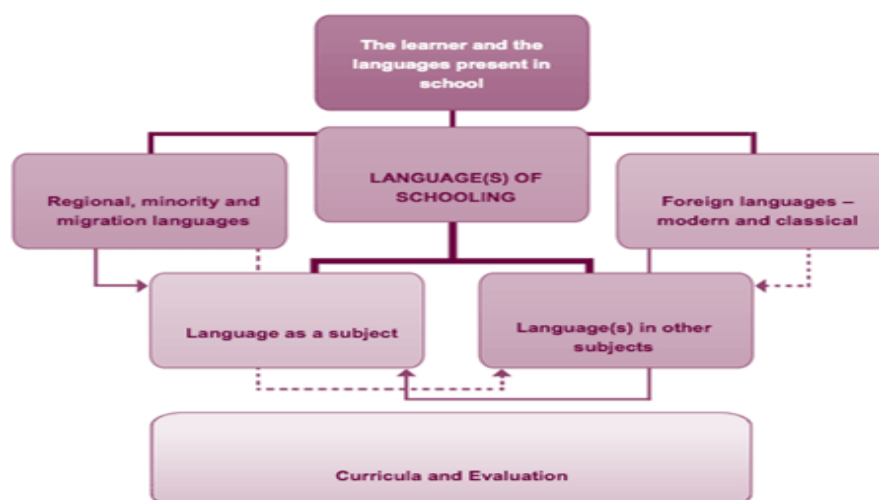 The learner and the
languages present in
school
LANGUAGE(S) OF
SCHOOLING
Regional, minority and
migration languages
Foreign languages –
modern and classical
Language as a subject
Language(s) in other
subjects
Curricula and Evaluation